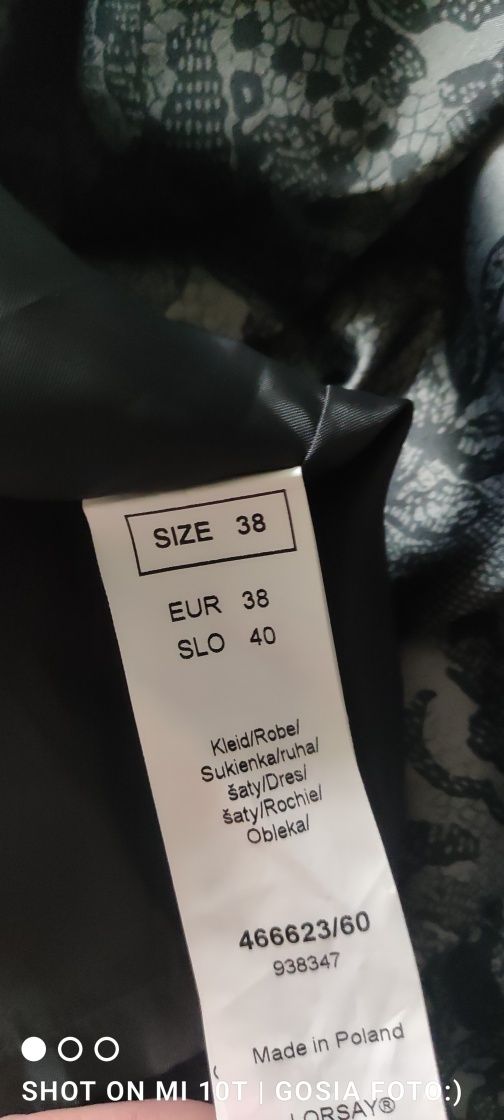 SIZE 38
EUR 38
SLO 40
Kleid/Robe/
Sukienka/ruha/
šaty/Dres/
šaty/Rochie/
Obleka/
466623/60
938347
Made in Poland
ORSAY®
SHOT ON MI 10T | GOSIA FOTO:)